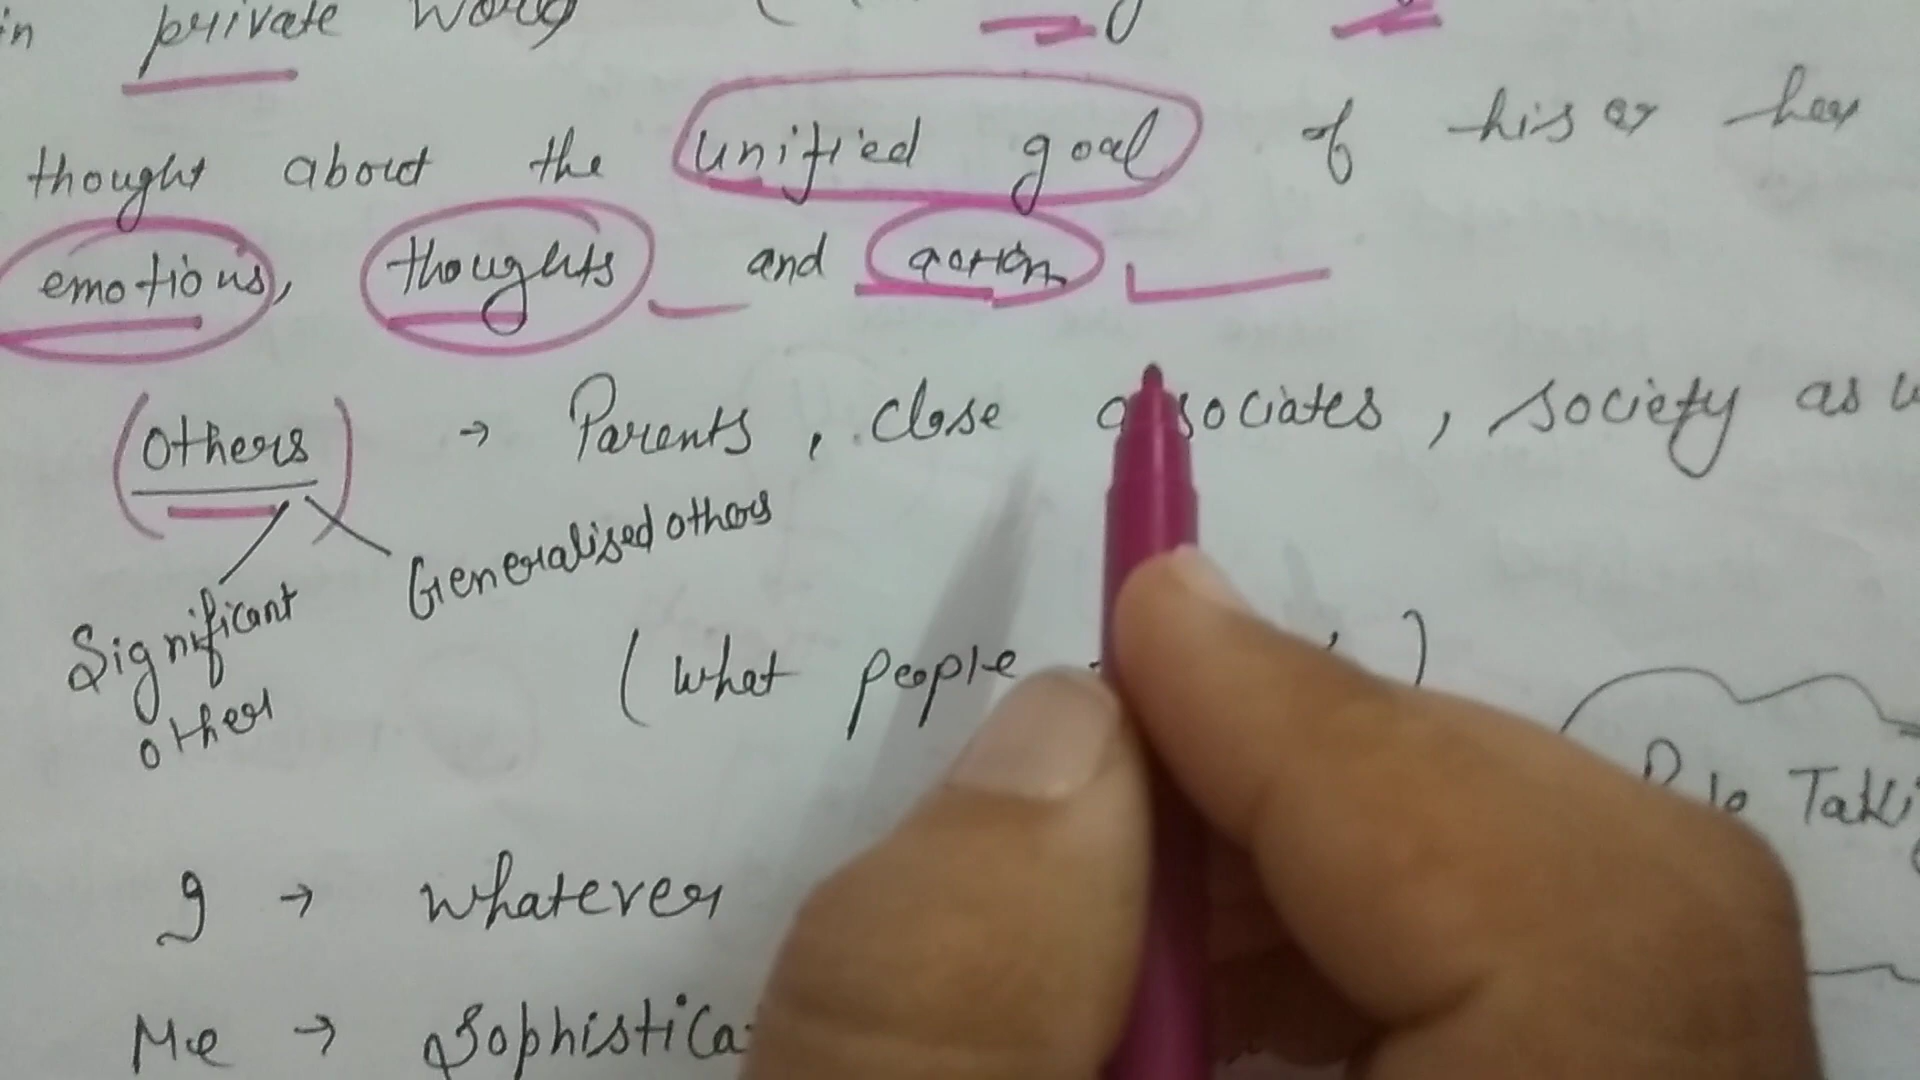 in private
thought about the unified goal of his or her
emotions, thoughts and action
(Others) → Parents, close associates, society as
Significant other
Generalised others
(what people
I → whatever
Me →
Role